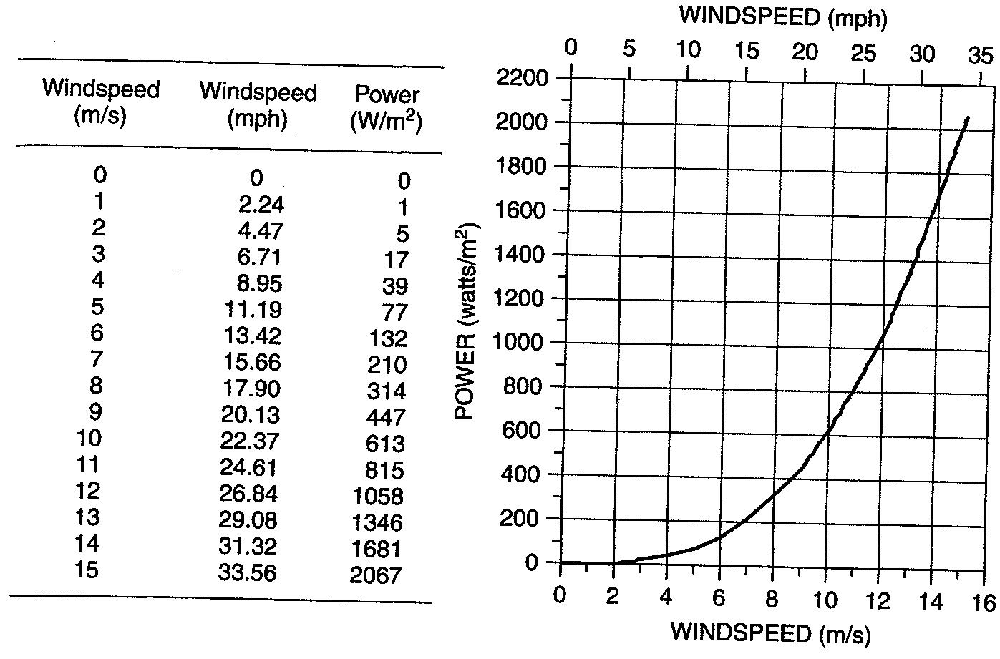 Windspeed Windspeed Power
(m/s) (mph) (W/m²)
0 0 0
1 2.24 1
2 4.47 5
3 6.71 17
4 8.95 39
5 11.19 77
6 13.42 132
7 15.66 210
8 17.90 314
9 20.13 447
10 22.37 613
11 24.61 815
12 26.84 1058
13 29.08 1346
14 31.32 1681
15 33.56 2067
WINDSPEED (mph)
0 5 10 15 20 25 30 35
2200
2000
1800
1600
1400
1200
1000
800
600
400
200
0
POWER (watts/m²)
0 2 4 6 8 10 12 14 16
WINDSPEED (m/s)